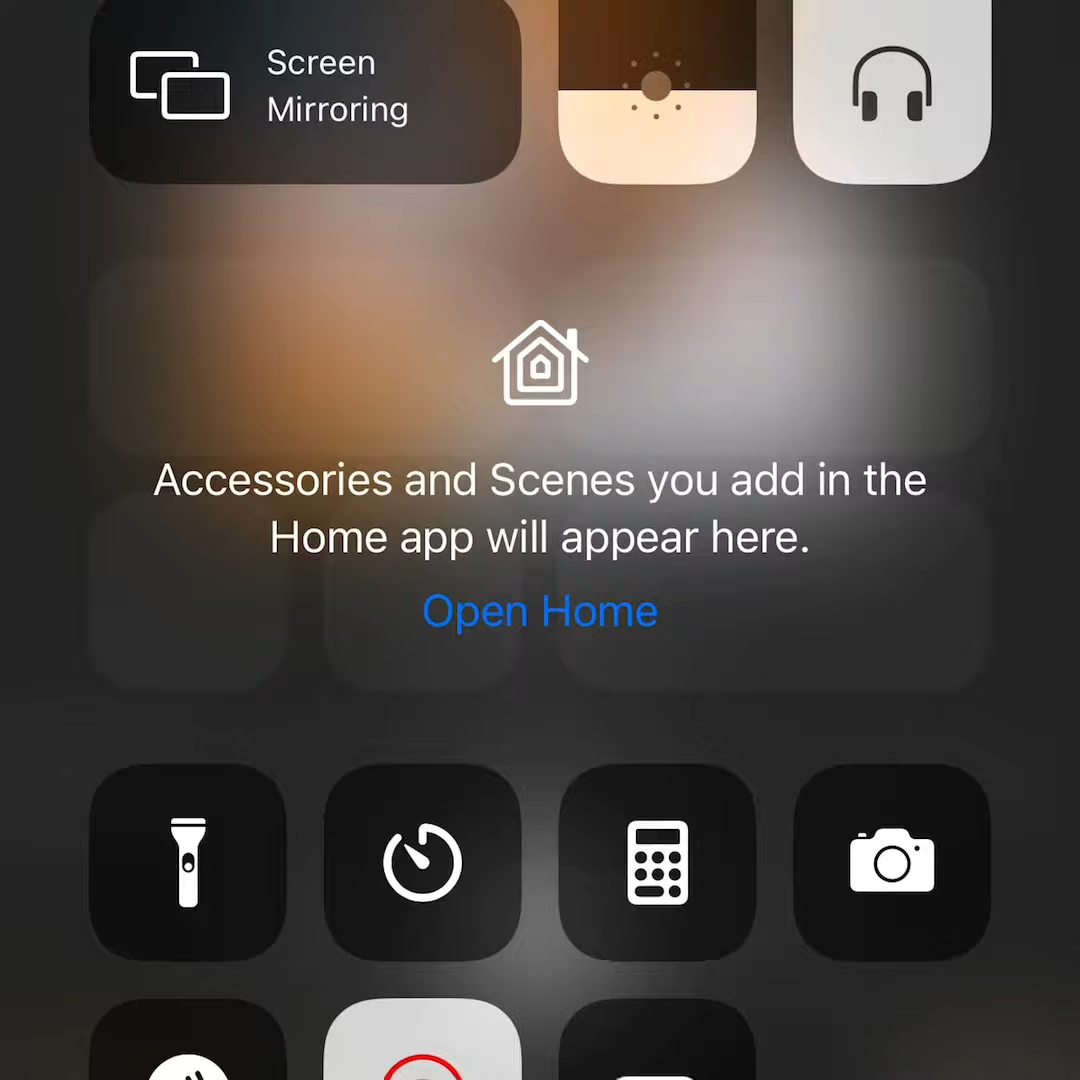 Screen
Mirroring
Accessories and Scenes you add in the
Home app will appear here.
Open Home